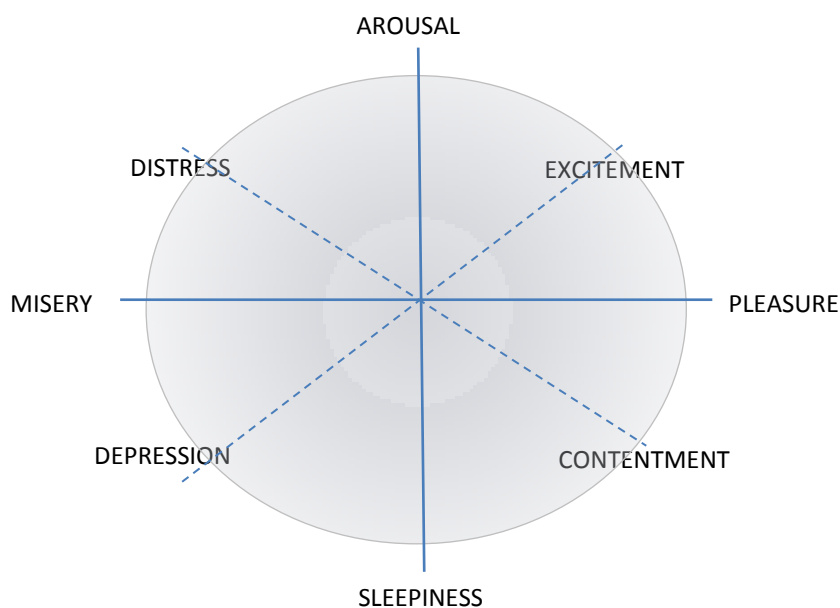 AROUSAL
DISTRESS
EXCITEMENT
MISERY
PLEASURE
DEPRESSION
CONTENTMENT
SLEEPINESS